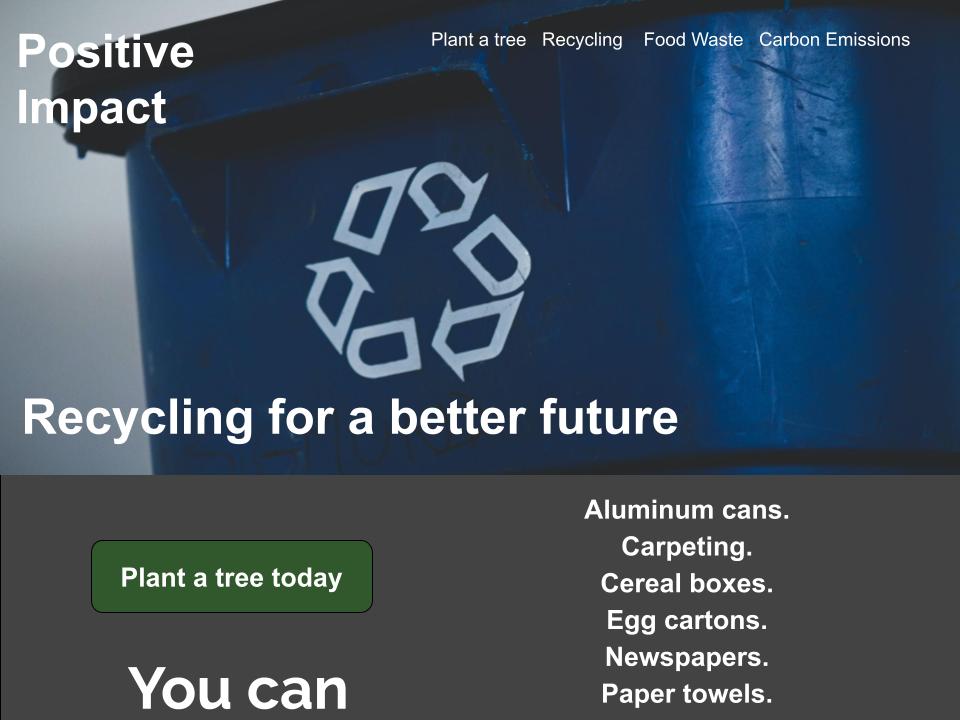 Positive
Impact
Plant a tree Recycling Food Waste Carbon Emissions
Recycling for a better future
Plant a tree today
You can
Aluminum cans.
Carpeting.
Cereal boxes.
Egg cartons.
Newspapers.
Paper towels.